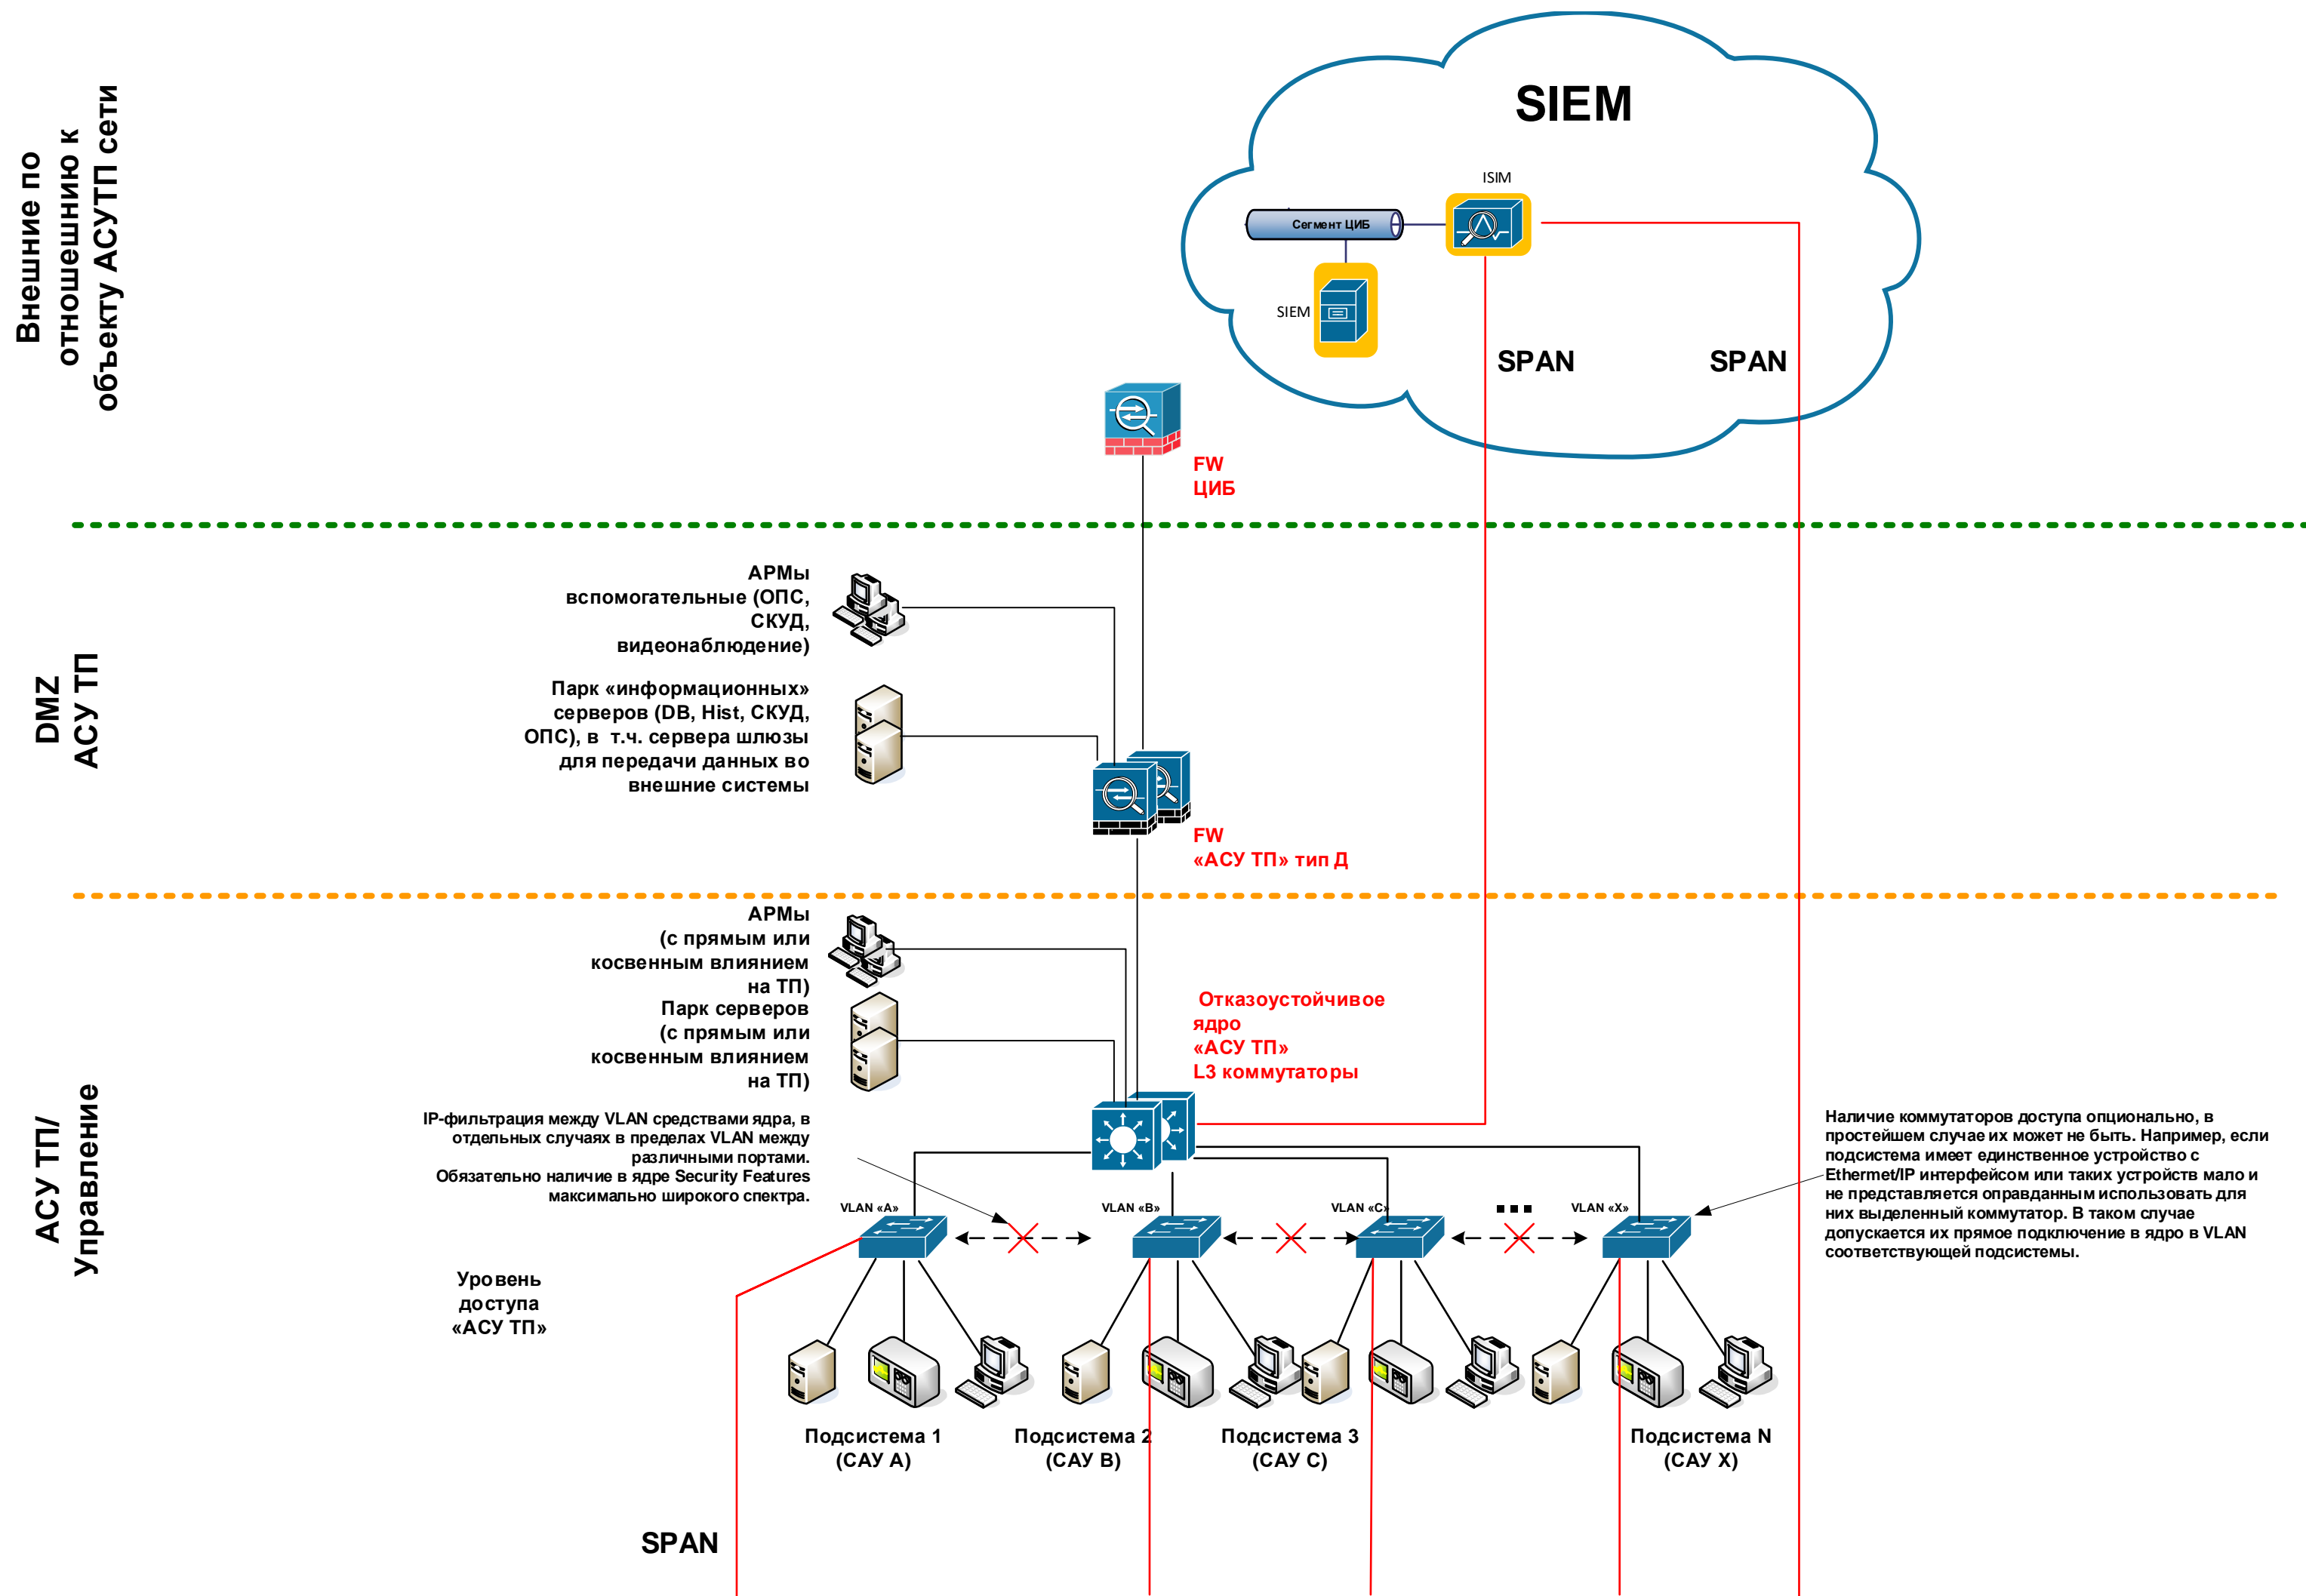 Внешние по
отношешнию к
объекту АСУТП сети
SIEM
ISIM
Сегмент ЦИБ
SIEM
SPAN
SPAN
FW
ЦИБ
DMZ
АСУ ТП
АРМы
вспомогательные (ОПС,
СКУД,
видеонаблюдение)
Парк «информационных»
серверов (DB, Hist, СКУД,
ОПС), в т.ч. сервера шлюзы
для передачи данных во
внешние системы
FW
«АСУ ТП» тип Д
АСУ ТП/
Управление
АРМы
(с прямым или
косвенным влиянием
на ТП)
Парк серверов
(с прямым или
косвенным влиянием
на ТП)
Отказоустойчивое
ядро
«АСУ ТП»
L3 коммутаторы
IP-фильтрация между VLAN средствами ядра, в
отдельных случаях в пределах VLAN между
различными портами.
Обязательно наличие в ядре Security Features
максимально широкого спектра.
Наличие коммутаторов доступа опционально, в
простейшем случае их может не быть. Например, если
подсистема имеет единственное устройство с
Ethermet/IP интерфейсом или таких устройств мало и
не представляется оправданным использовать для
них выделенный коммутатор. В таком случае
допускается их прямое подключение в ядро в VLAN
соответствующей подсистемы.
VLAN «A»
VLAN «B»
VLAN «C»
...
VLAN «X»
Уровень
доступа
«АСУ ТП»
Подсистема 1
(САУ А)
Подсистема 2
(САУ В)
Подсистема 3
(САУ С)
Подсистема N
(САУ X)
SPAN